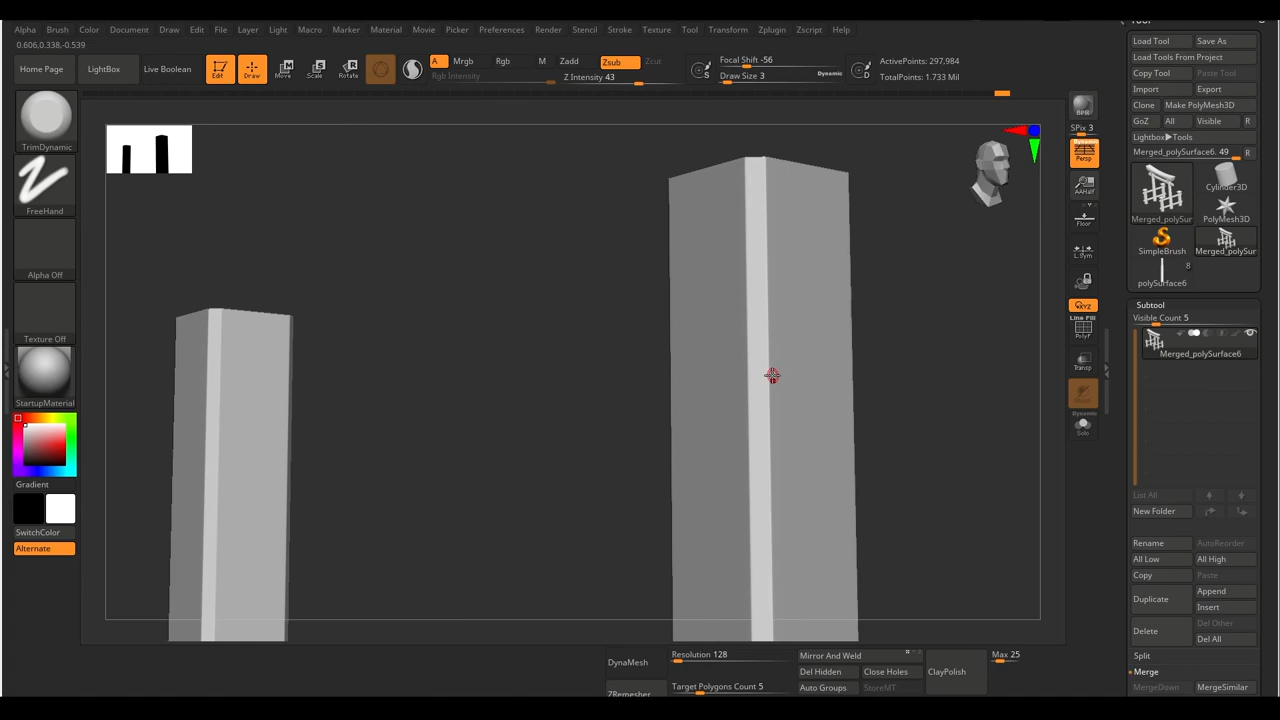 Alpha Brush Color Document Draw Edit File Layer Light Macro Marker Material Movie Picker Preferences Render Stencil Stroke Texture Tool Transform Zplugin Zscript Help
0.606,0.338,-0.539
Home Page LightBox Live Boolean Edit Draw Move Scale Rotate A Mrgb Rgb M Zadd Zsub Zcut
Rgb Intensity Z Intensity 43
Focal Shift -56
Draw Size 3 Dynamic
S
D
ActivePoints: 297,984
TotalPoints: 1.733 Mil
TrimDynamic
FreeHand
Alpha Off
Texture Off
StartupMaterial
Gradient
SwitchColor
Alternate
BPR
SPix 3
Dynamic
Persp
AAHalf
Floor
L.Sym
XYZ
Line Fill
PolyF
Transp
Dynamic
Solo
Load Tool Save As
Load Tools From Project
Copy Tool Paste Tool
Import Export
Clone Make PolyMesh3D
GoZ All Visible R
Lightbox▶Tools
Merged_polySurface6. 49 R
Cylinder3D
Merged_polySur PolyMesh3D
SimpleBrush Merged_polySur
8
polySurface6
Subtool
Visible Count 5
Merged_polySurface6
List All
New Folder
Rename AutoReorder
All Low All High
Copy Paste
Duplicate Append
Insert
Delete Del Other
Del All
Split
Merge
MergeDown MergeSimilar
DynaMesh Resolution 128
ZRemesher Target Polygons Count 5
Mirror And Weld
Del Hidden Close Holes
Auto Groups StoreMT
ClayPolish
Max 25